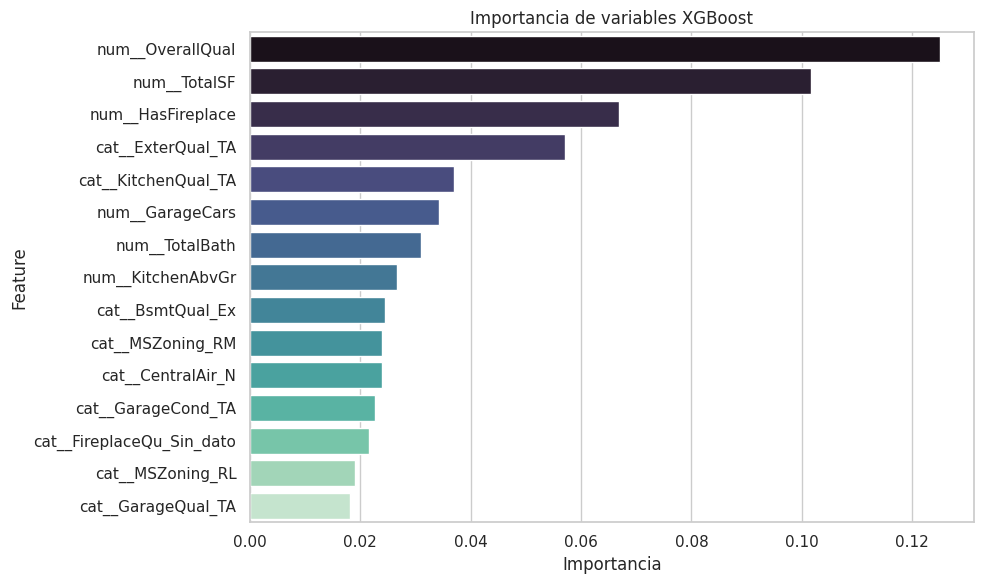 Importancia de variables XGBoost
Feature
num__OverallQual
num__TotalSF
num__HasFireplace
cat__ExterQual_TA
cat__KitchenQual_TA
num__GarageCars
num__TotalBath
num__KitchenAbvGr
cat__BsmtQual_Ex
cat__MSZoning_RM
cat__CentralAir_N
cat__GarageCond_TA
cat__FireplaceQu_Sin_dato
cat__MSZoning_RL
cat__GarageQual_TA
0.00 0.02 0.04 0.06 0.08 0.10 0.12
Importancia